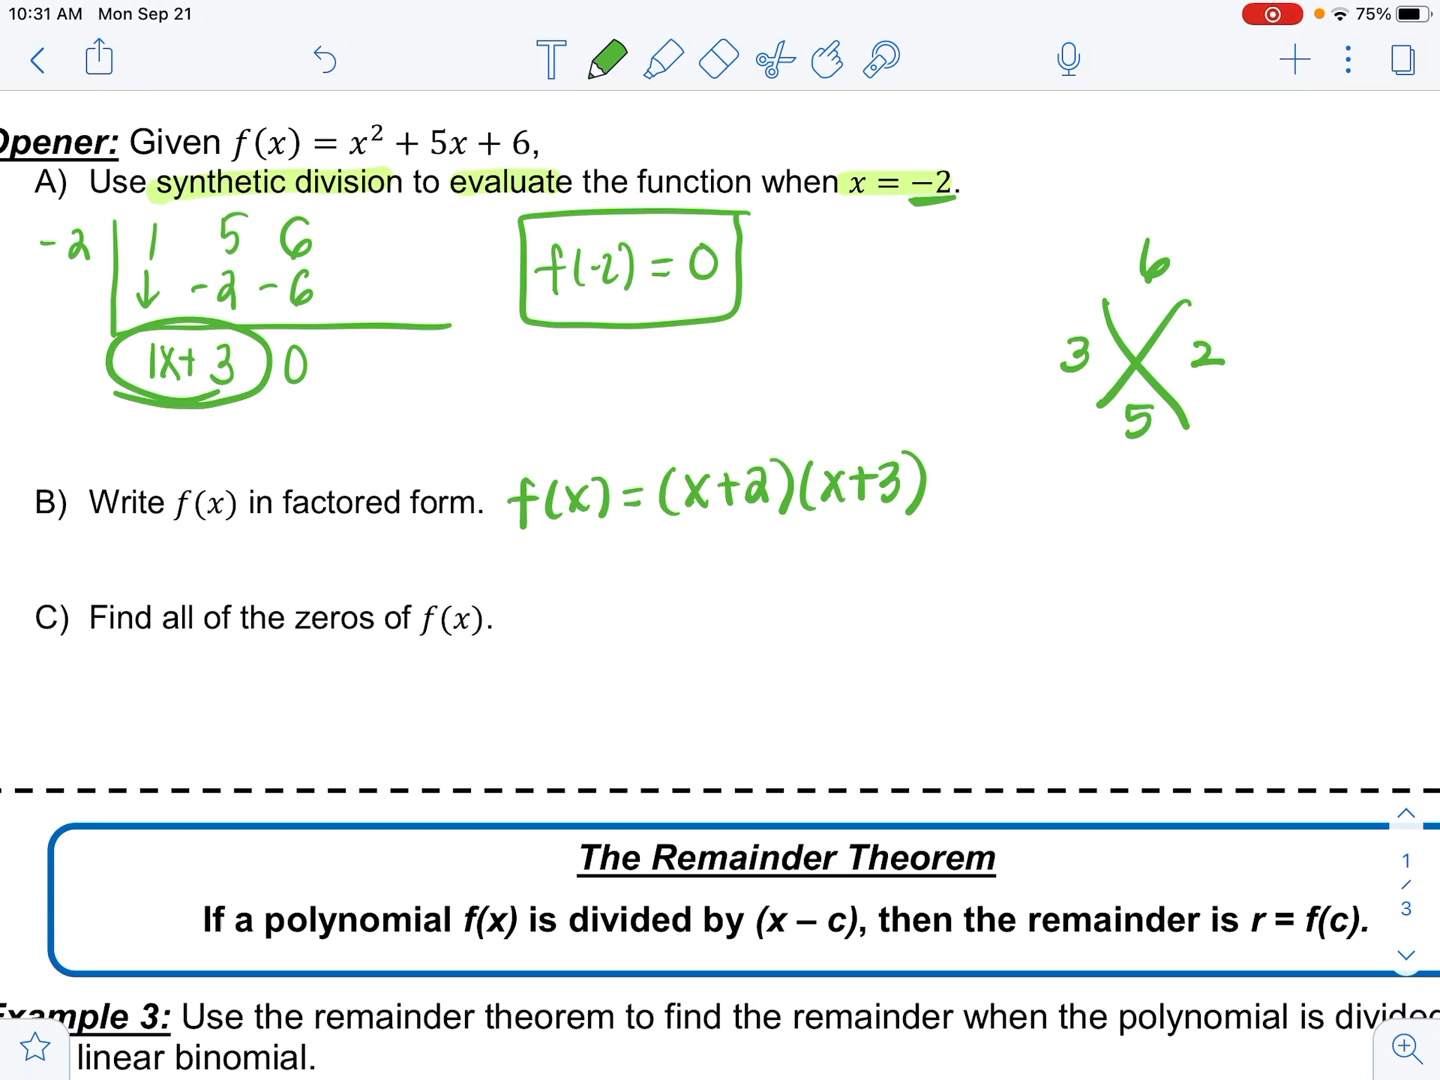 10:31 AM Mon Sep 21
75%
T
Opener: Given f(x) = x² + 5x + 6,
A) Use synthetic division to evaluate the function when x = −2.
-2 1 5 6
↓ -2 -6
1x+ 3 0
f(-2) = 0
6
3 2
5
B) Write f(x) in factored form. f(x) = (x+2)(x+3)
C) Find all of the zeros of f(x).
The Remainder Theorem
If a polynomial f(x) is divided by (x – c), then the remainder is r = f(c).
1
/
3
Example 3: Use the remainder theorem to find the remainder when the polynomial is divided
linear binomial.